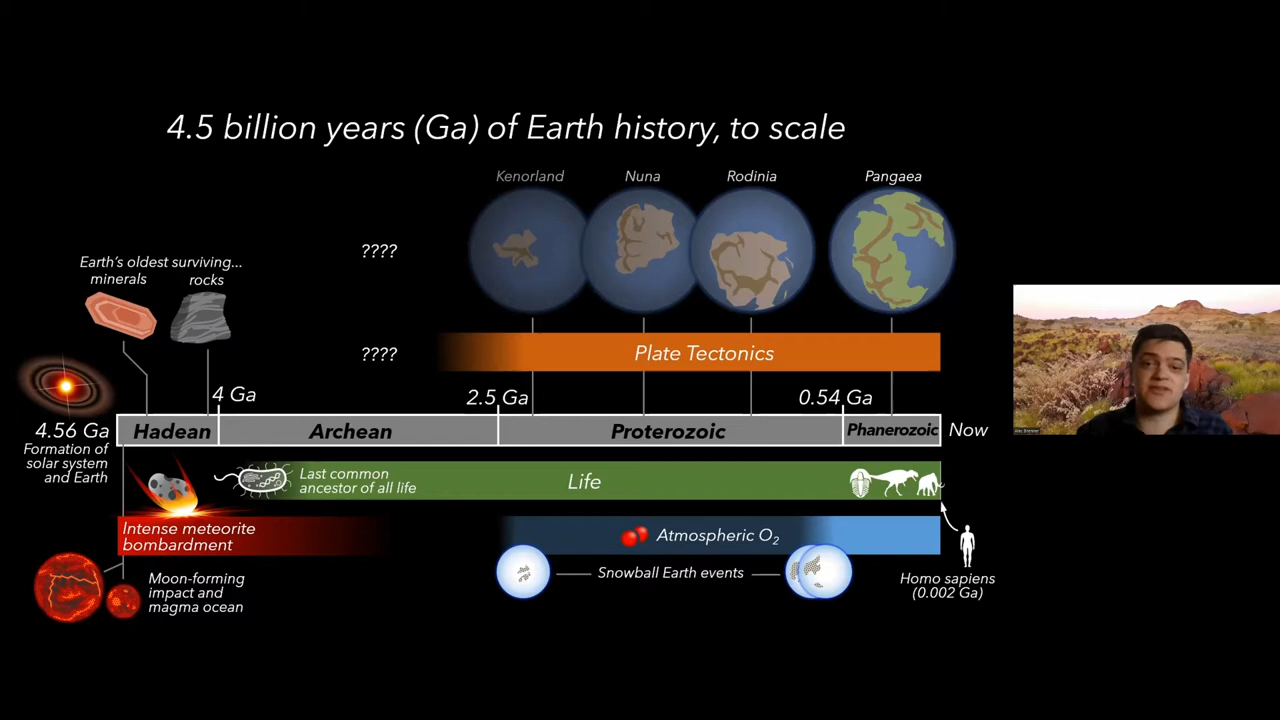 4.5 billion years (Ga) of Earth history, to scale
Kenorland
Nuna
Rodinia
Pangaea
Earth's oldest surviving...
minerals
rocks
????
????
Plate Tectonics
4 Ga
2.5 Ga
0.54 Ga
4.56 Ga
Formation of
solar system
and Earth
Hadean
Archean
Proterozoic
Phanerozoic
Now
Last common
ancestor of all life
Life
Intense meteorite
bombardment
Atmospheric O₂
Snowball Earth events
Moon-forming
impact and
magma ocean
Homo sapiens
(0.002 Ga)
Alec Brenner